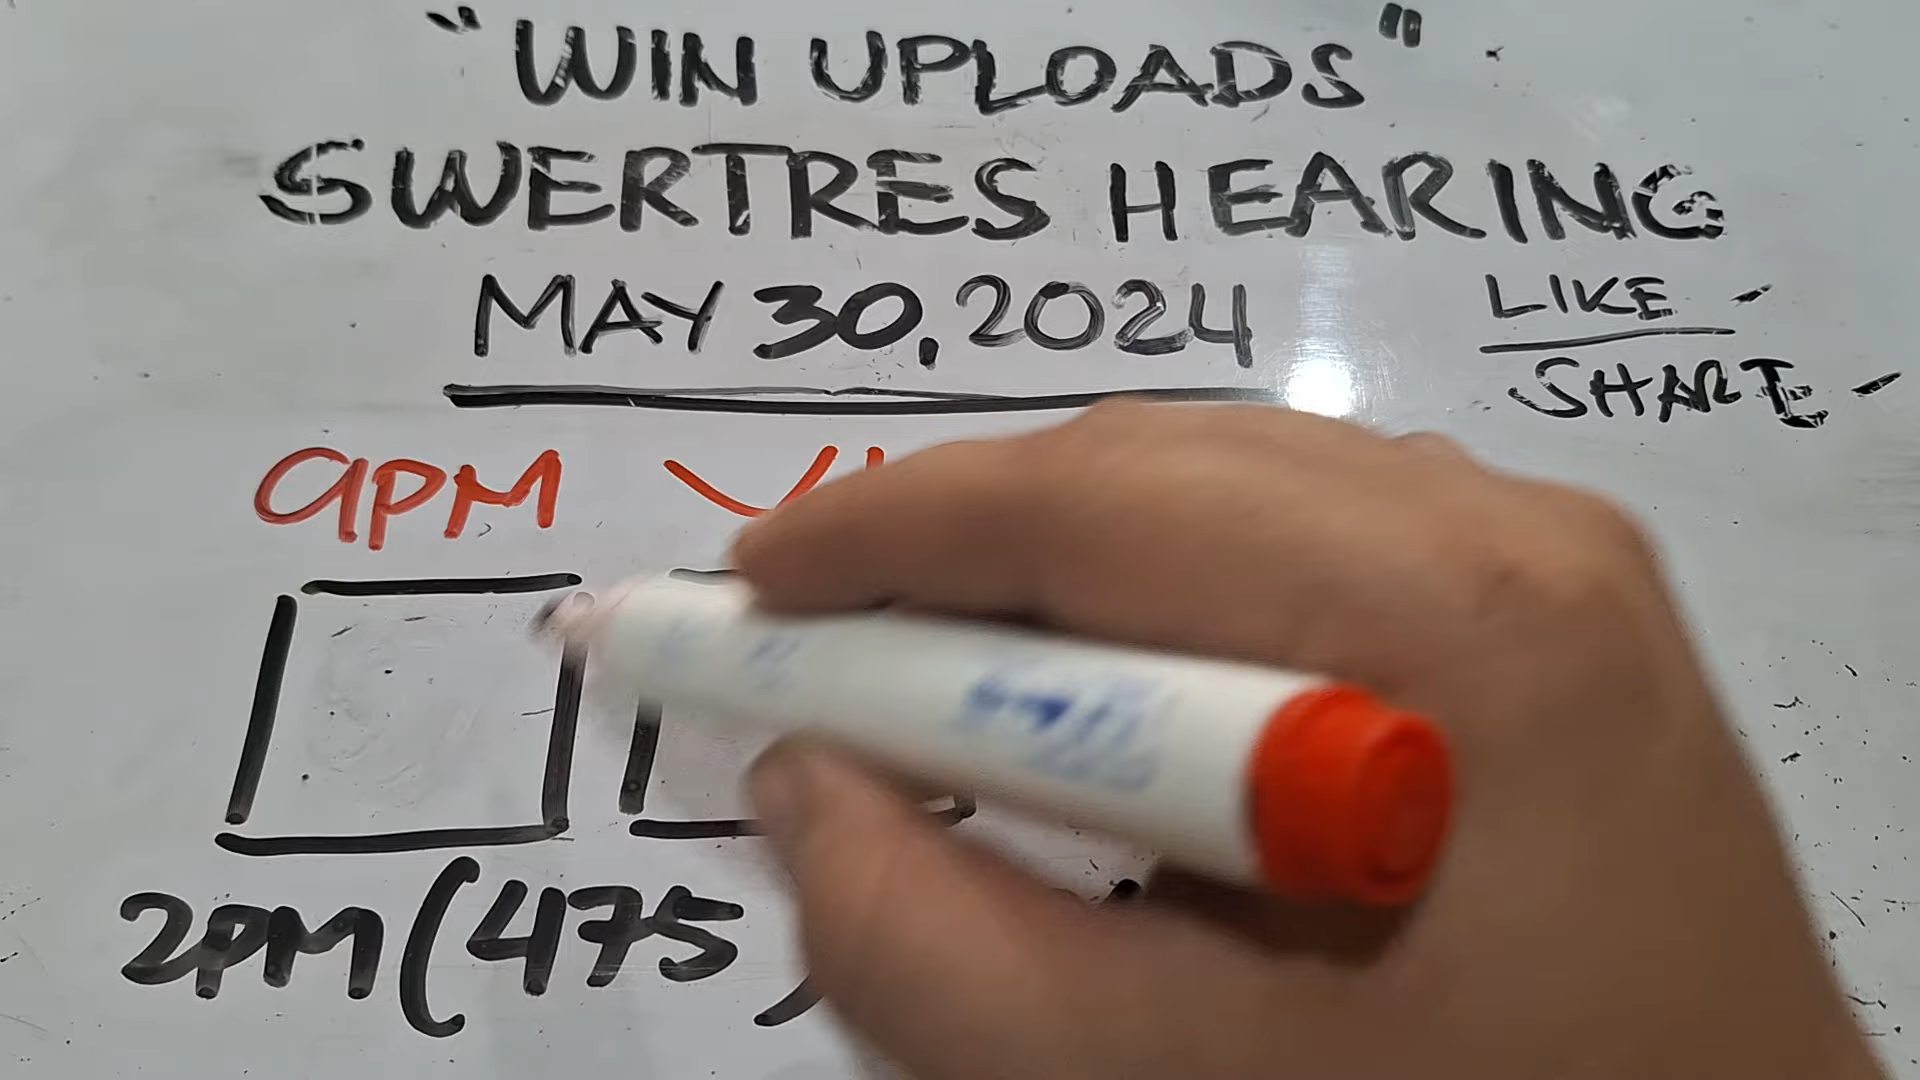 "WIN UPLOADS"
SWERTRES HEARING
MAY 30, 2024
LIKE -
SHARE -
9PM
2PM (475)